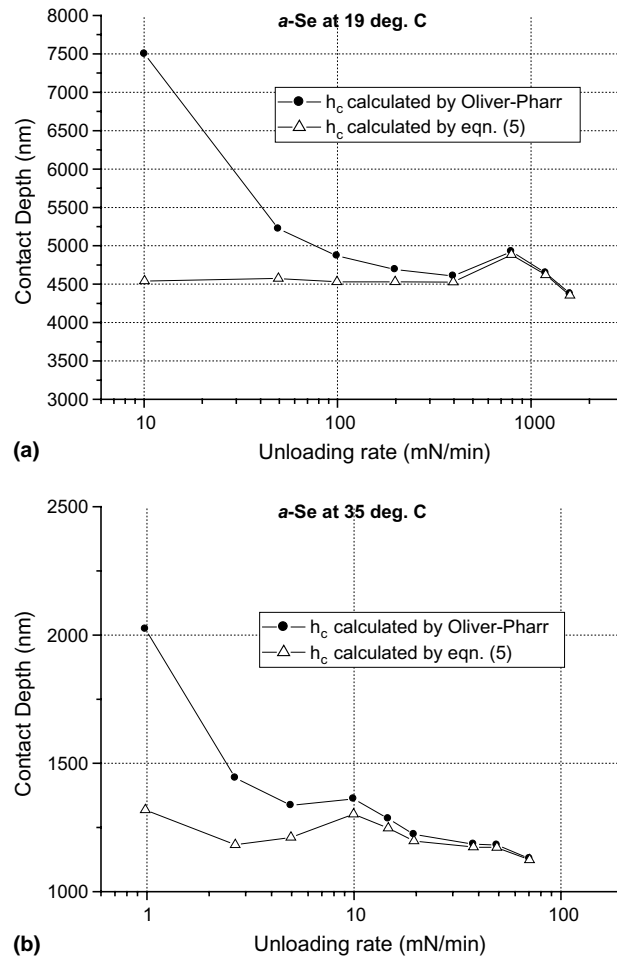 a-Se at 19 deg. C
8000
7500
7000
6500
6000
5500
5000
4500
4000
3500
3000
Contact Depth (nm)
h_c calculated by Oliver-Pharr
h_c calculated by eqn. (5)
10 100 1000
Unloading rate (mN/min)
(a)
a-Se at 35 deg. C
2500
2000
1500
1000
Contact Depth (nm)
h_c calculated by Oliver-Pharr
h_c calculated by eqn. (5)
1 10 100
Unloading rate (mN/min)
(b)